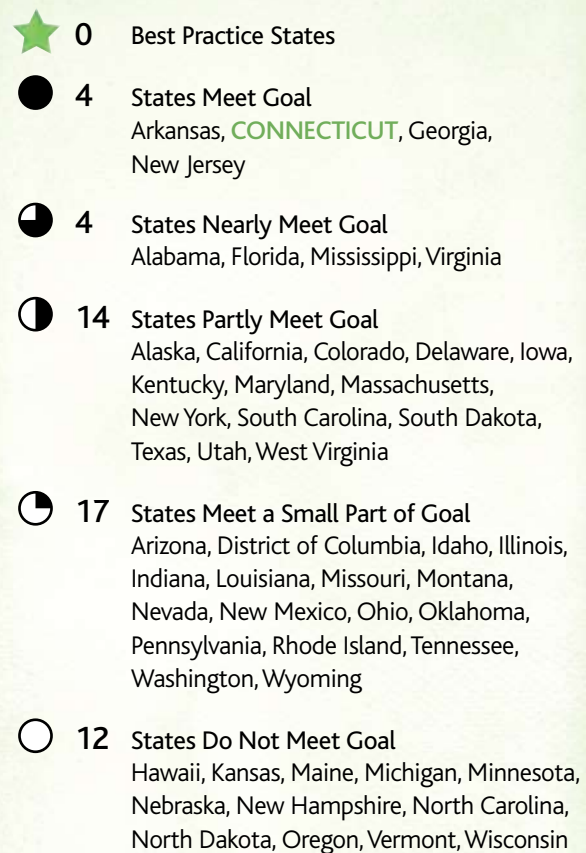 0 Best Practice States
4 States Meet Goal
Arkansas, CONNECTICUT, Georgia,
New Jersey
4 States Nearly Meet Goal
Alabama, Florida, Mississippi, Virginia
14 States Partly Meet Goal
Alaska, California, Colorado, Delaware, Iowa,
Kentucky, Maryland, Massachusetts,
New York, South Carolina, South Dakota,
Texas, Utah, West Virginia
17 States Meet a Small Part of Goal
Arizona, District of Columbia, Idaho, Illinois,
Indiana, Louisiana, Missouri, Montana,
Nevada, New Mexico, Ohio, Oklahoma,
Pennsylvania, Rhode Island, Tennessee,
Washington, Wyoming
12 States Do Not Meet Goal
Hawaii, Kansas, Maine, Michigan, Minnesota,
Nebraska, New Hampshire, North Carolina,
North Dakota, Oregon, Vermont, Wisconsin